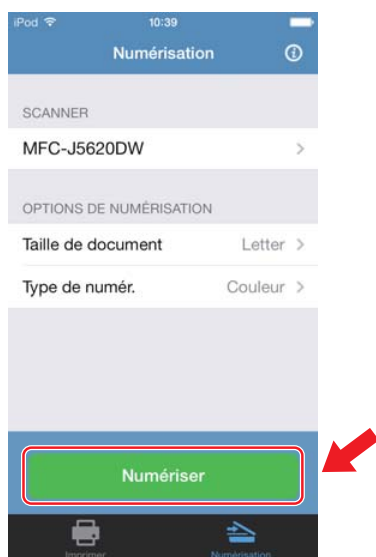 iPod 10:39
Numérisation
SCANNER
MFC-J5620DW
OPTIONS DE NUMÉRISATION
Taille de document Letter
Type de numér. Couleur
Numériser
Imprimer Numérisation